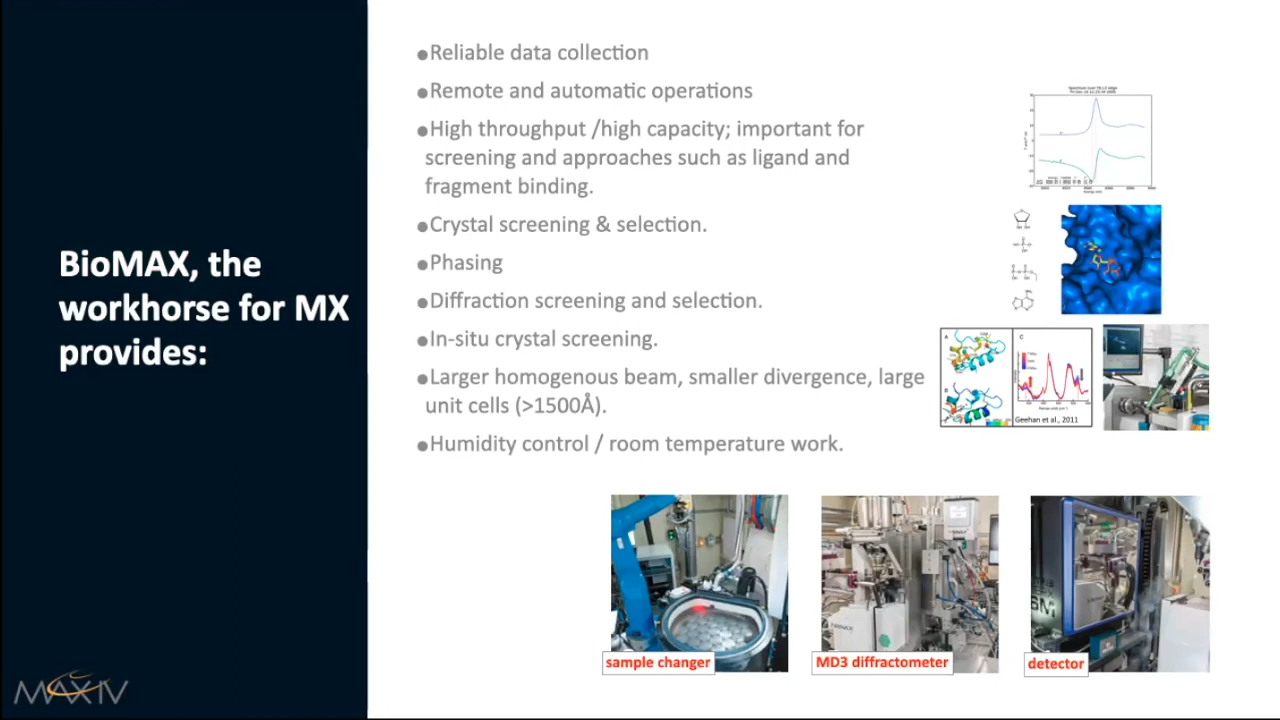 BioMAX, the
workhorse for MX
provides:
●Reliable data collection
●Remote and automatic operations
●High throughput /high capacity; important for
screening and approaches such as ligand and
fragment binding.
●Crystal screening & selection.
●Phasing
●Diffraction screening and selection.
●In-situ crystal screening.
●Larger homogenous beam, smaller divergence, large
unit cells (>1500Å).
●Humidity control / room temperature work.
A
B
C
Geehan et al., 2011
sample changer
MD3 diffractometer
detector
MAXIV